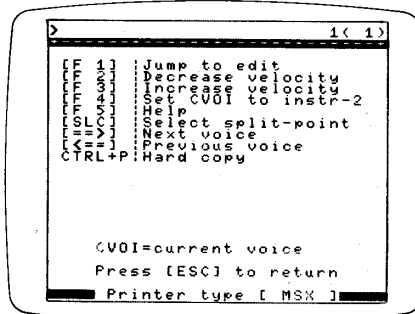 > 1( 1)
[F 1] Jump to edit
[F 2] Decrease velocity
[F 3] Increase velocity
[F 4] Set CVOI to instr-2
[F 5] Help
[SLC] Select split-point
[==>] Next voice
[<==] Previous voice
CTRL+P Hard copy
CVOI=current voice
Press [ESC] to return
Printer type [ MSX ]